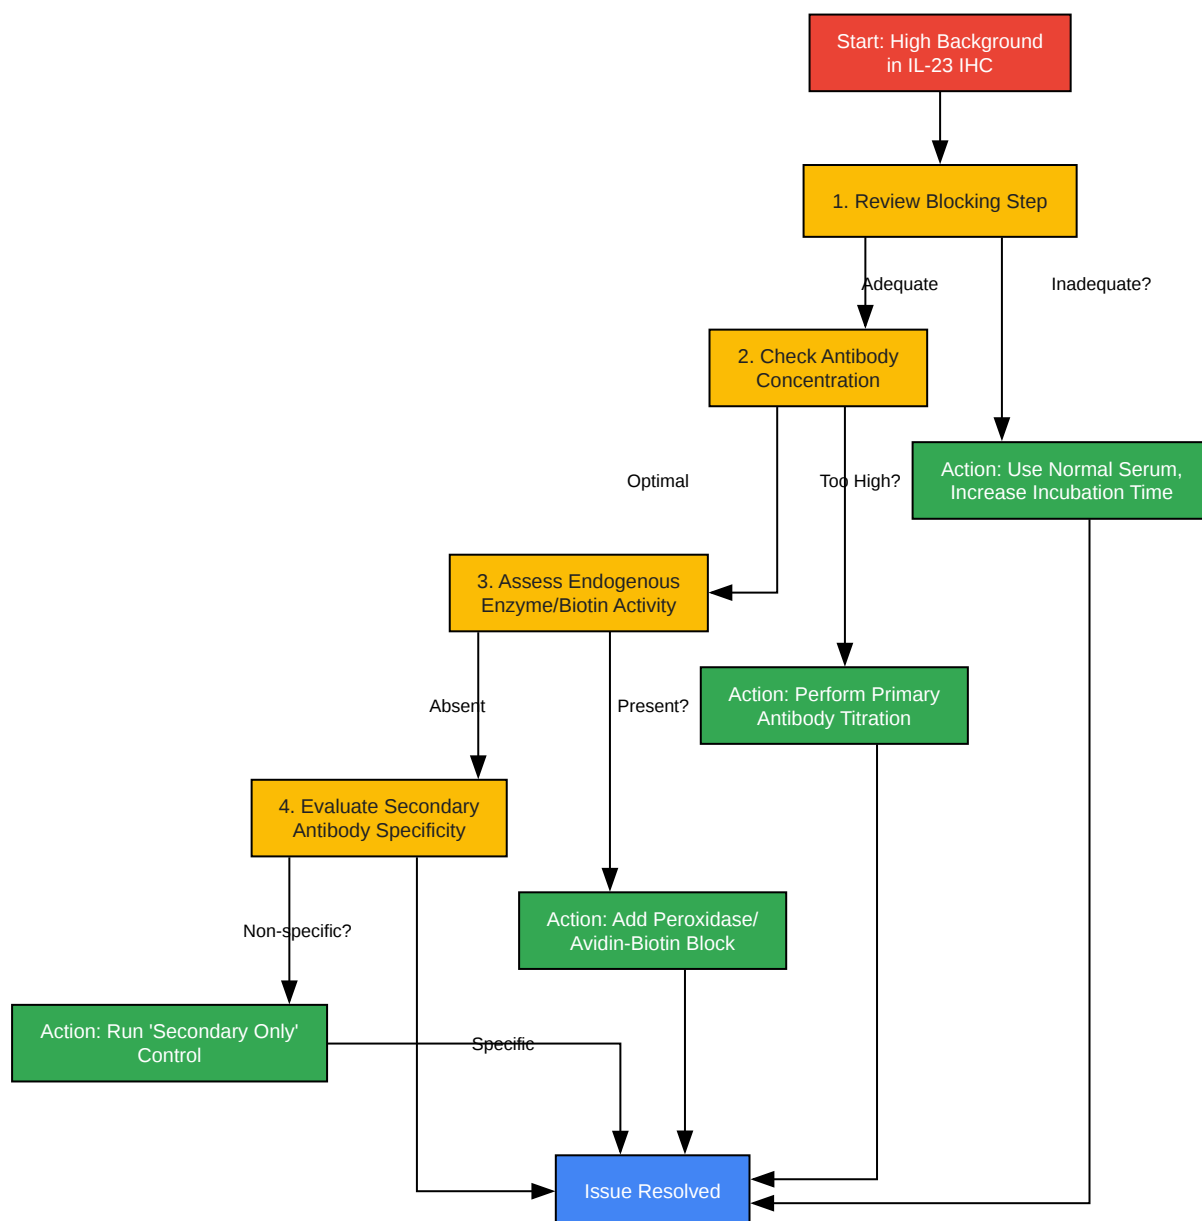 Start: High Background
in IL-23 IHC
1. Review Blocking Step
Adequate
Inadequate?
2. Check Antibody
Concentration
Action: Use Normal Serum,
Increase Incubation Time
Optimal
Too High?
3. Assess Endogenous
Enzyme/Biotin Activity
Action: Perform Primary
Antibody Titration
Absent
Present?
4. Evaluate Secondary
Antibody Specificity
Action: Add Peroxidase/
Avidin-Biotin Block
Non-specific?
Action: Run 'Secondary Only'
Control
Specific
Issue Resolved